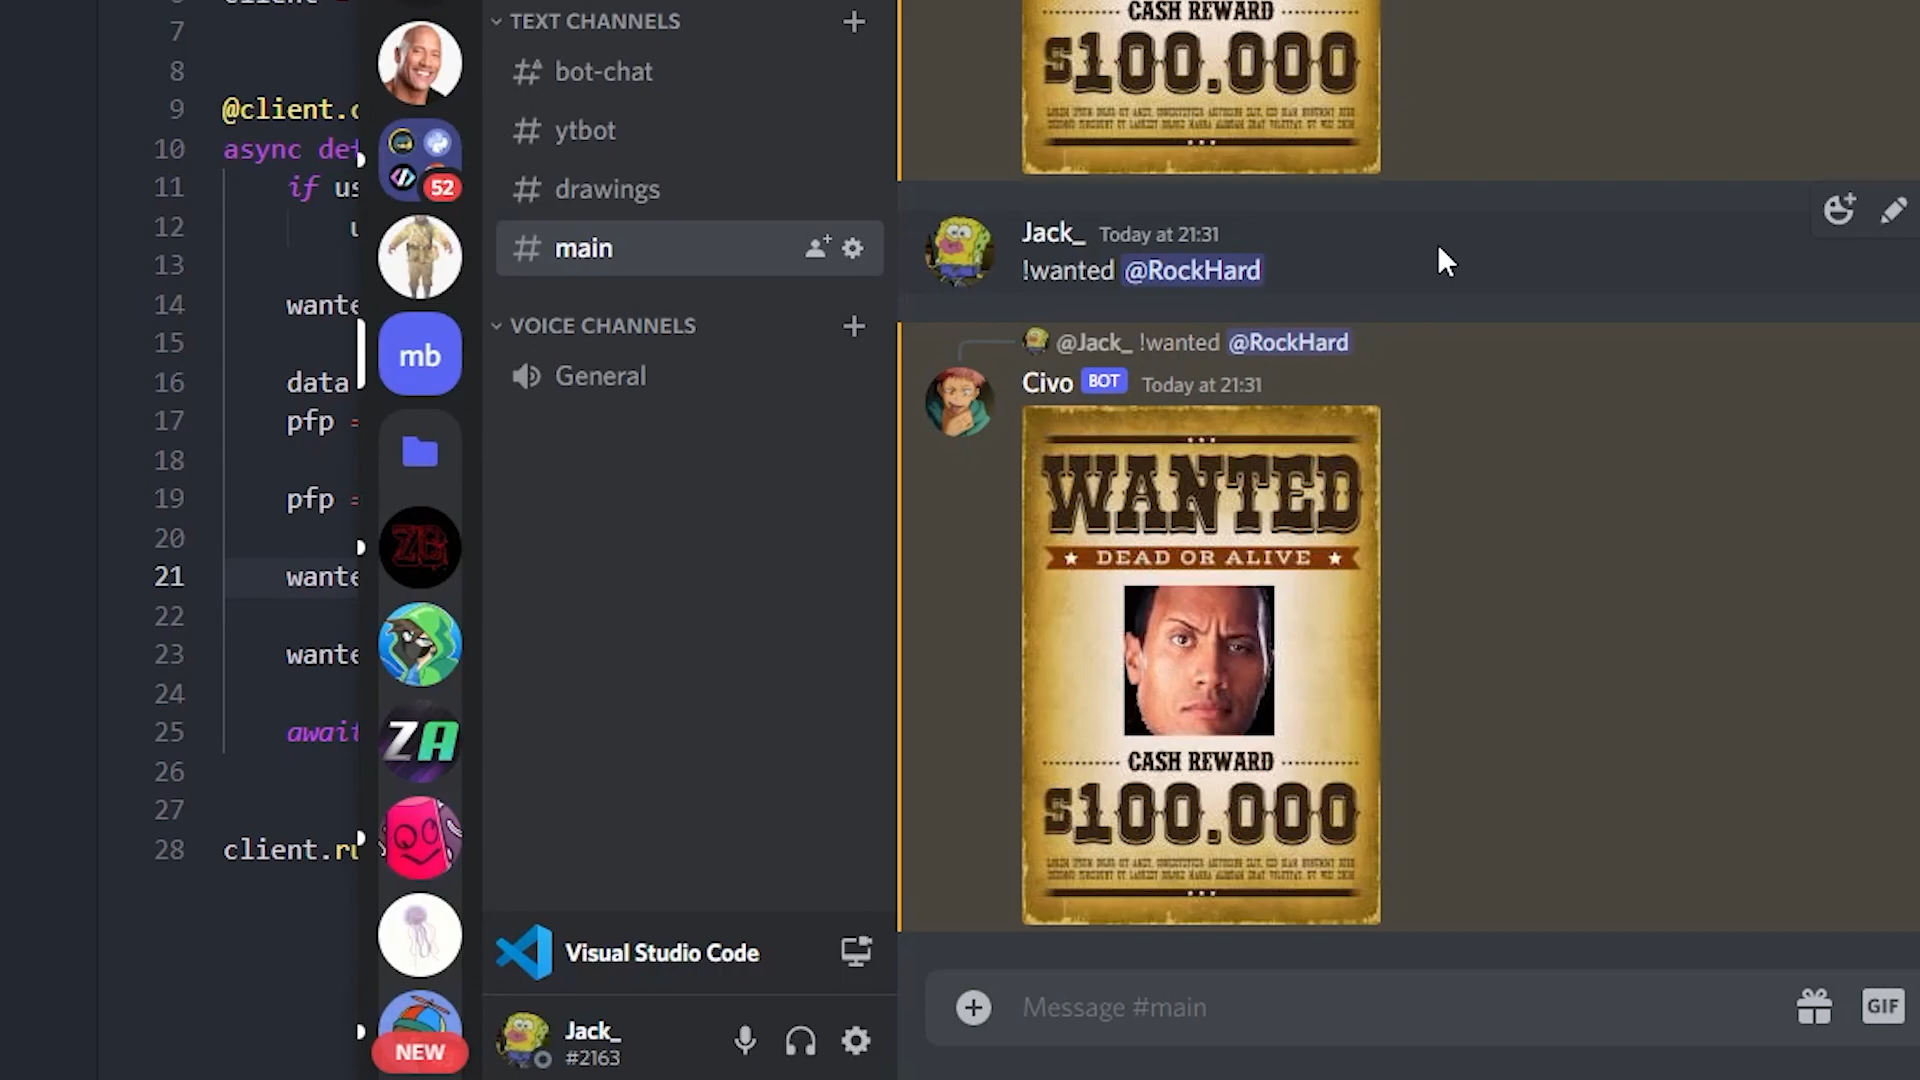 7
8
9 @client.c
10 async def
11 if us
12 u
13
14 wante
15
16 data
17 pfp =
18
19 pfp =
20
21 wante
22
23 wante
24
25 await
26
27
28 client.ru
52
mb
ZG
ZA
NEW
TEXT CHANNELS
bot-chat
ytbot
drawings
main
VOICE CHANNELS
General
Visual Studio Code
Jack_
#2163
CASH REWARD
$100.000
Jack_ Today at 21:31
!wanted @RockHard
@Jack_ !wanted @RockHard
Civo BOT Today at 21:31
WANTED
DEAD OR ALIVE
CASH REWARD
$100.000
Message #main
GIF